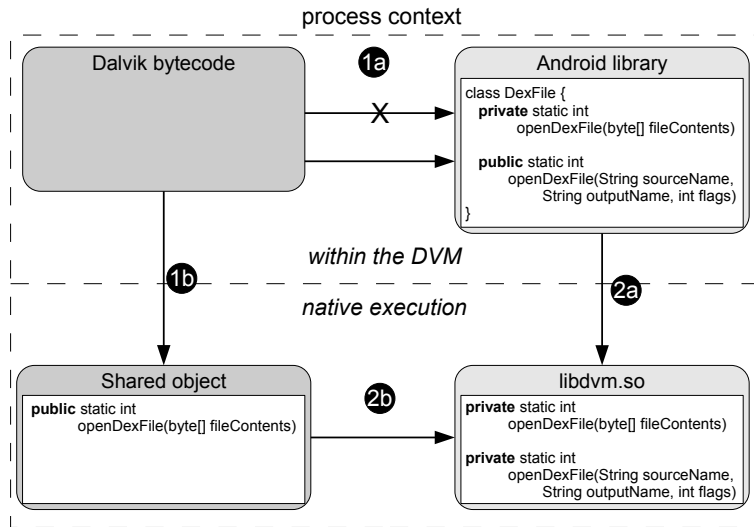 process context
Dalvik bytecode
1a
X
Android library
class DexFile {
private static int
openDexFile(byte[] fileContents)
public static int
openDexFile(String sourceName,
String outputName, int flags)
}
within the DVM
1b
2a
native execution
Shared object
public static int
openDexFile(byte[] fileContents)
2b
libdvm.so
private static int
openDexFile(byte[] fileContents)
private static int
openDexFile(String sourceName,
String outputName, int flags)